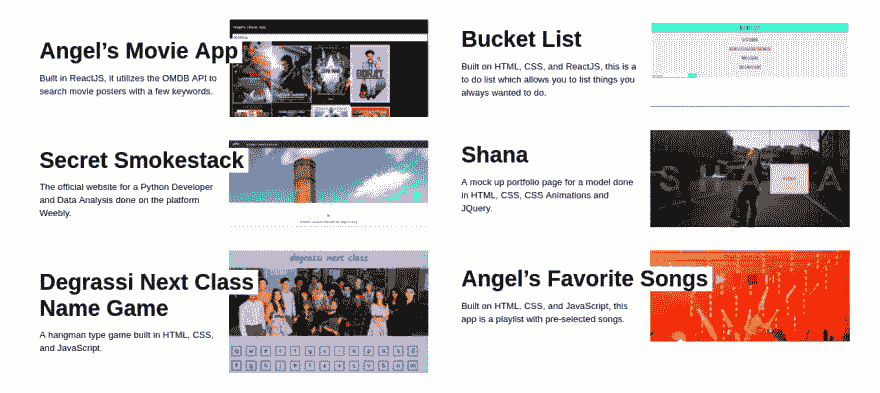 Angel’s Movie App
Built in ReactJS, it utilizes the OMDB API to
search movie posters with a few keywords.
Secret Smokestack
The official website for a Python Developer
and Data Analysis done on the platform
Weebly.
degrassi next class
Degrassi Next Class
Name Game
A hangman type game built in HTML, CSS,
and JavaScript.
Bucket List
Built on HTML, CSS, and ReactJS, this is a
to do list which allows you to list things you
always wanted to do.
Shana
A mock up portfolio page for a model done
in HTML, CSS, CSS Animations and
JQuery.
S H A N A
Angel’s Favorite Songs
Built on HTML, CSS, and JavaScript, this
app is a playlist with pre-selected songs.